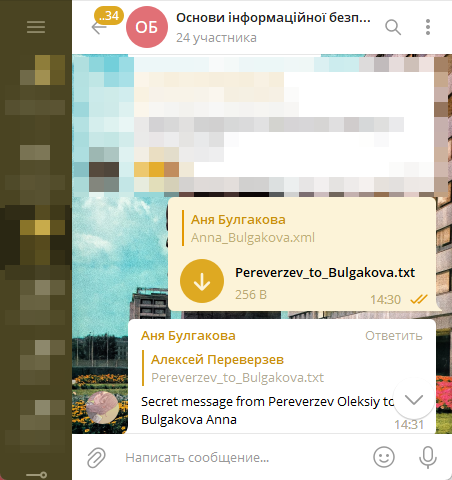 ..34
ОБ
Основи інформаційної безп...
24 участника
Аня Булгакова
Anna_Bulgakova.xml
Pereverzev_to_Bulgakova.txt
256 B
14:30
Аня Булгакова
Ответить
Алексей Переверзев
Pereverzev_to_Bulgakova.txt
Secret message from Pereverzev Oleksiy to
Bulgakova Anna
14:31
Написать сообщение...